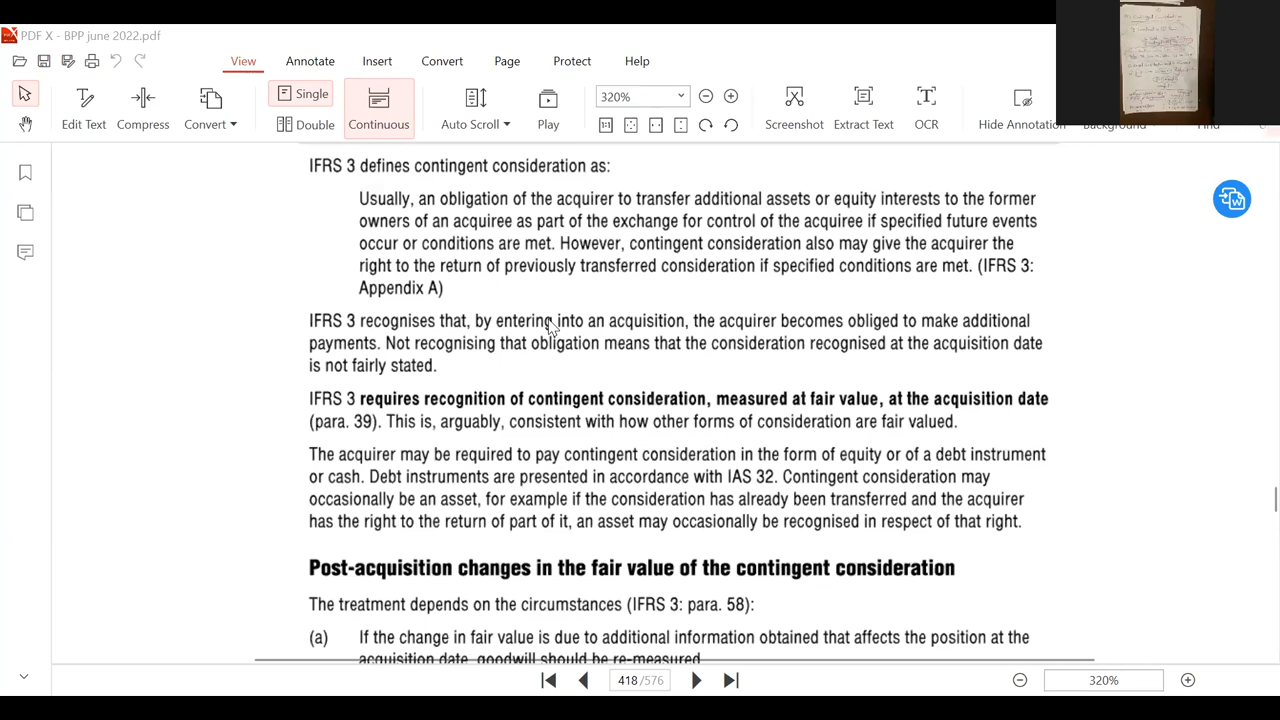 PDF X - BPP june 2022.pdf
View Annotate Insert Convert Page Protect Help
Edit Text
Compress
Convert
Single
Double
Continuous
Auto Scroll
Play
320%
Screenshot
Extract Text
OCR
Hide Annotation
IFRS 3 defines contingent consideration as:
Usually, an obligation of the acquirer to transfer additional assets or equity interests to the former
owners of an acquiree as part of the exchange for control of the acquiree if specified future events
occur or conditions are met. However, contingent consideration also may give the acquirer the
right to the return of previously transferred consideration if specified conditions are met. (IFRS 3:
Appendix A)
IFRS 3 recognises that, by entering into an acquisition, the acquirer becomes obliged to make additional
payments. Not recognising that obligation means that the consideration recognised at the acquisition date
is not fairly stated.
IFRS 3 requires recognition of contingent consideration, measured at fair value, at the acquisition date
(para. 39). This is, arguably, consistent with how other forms of consideration are fair valued.
The acquirer may be required to pay contingent consideration in the form of equity or of a debt instrument
or cash. Debt instruments are presented in accordance with IAS 32. Contingent consideration may
occasionally be an asset, for example if the consideration has already been transferred and the acquirer
has the right to the return of part of it, an asset may occasionally be recognised in respect of that right.
Post-acquisition changes in the fair value of the contingent consideration
The treatment depends on the circumstances (IFRS 3: para. 58):
(a) If the change in fair value is due to additional information obtained that affects the position at the
acquisition date, goodwill should be re-measured
418/576
320%